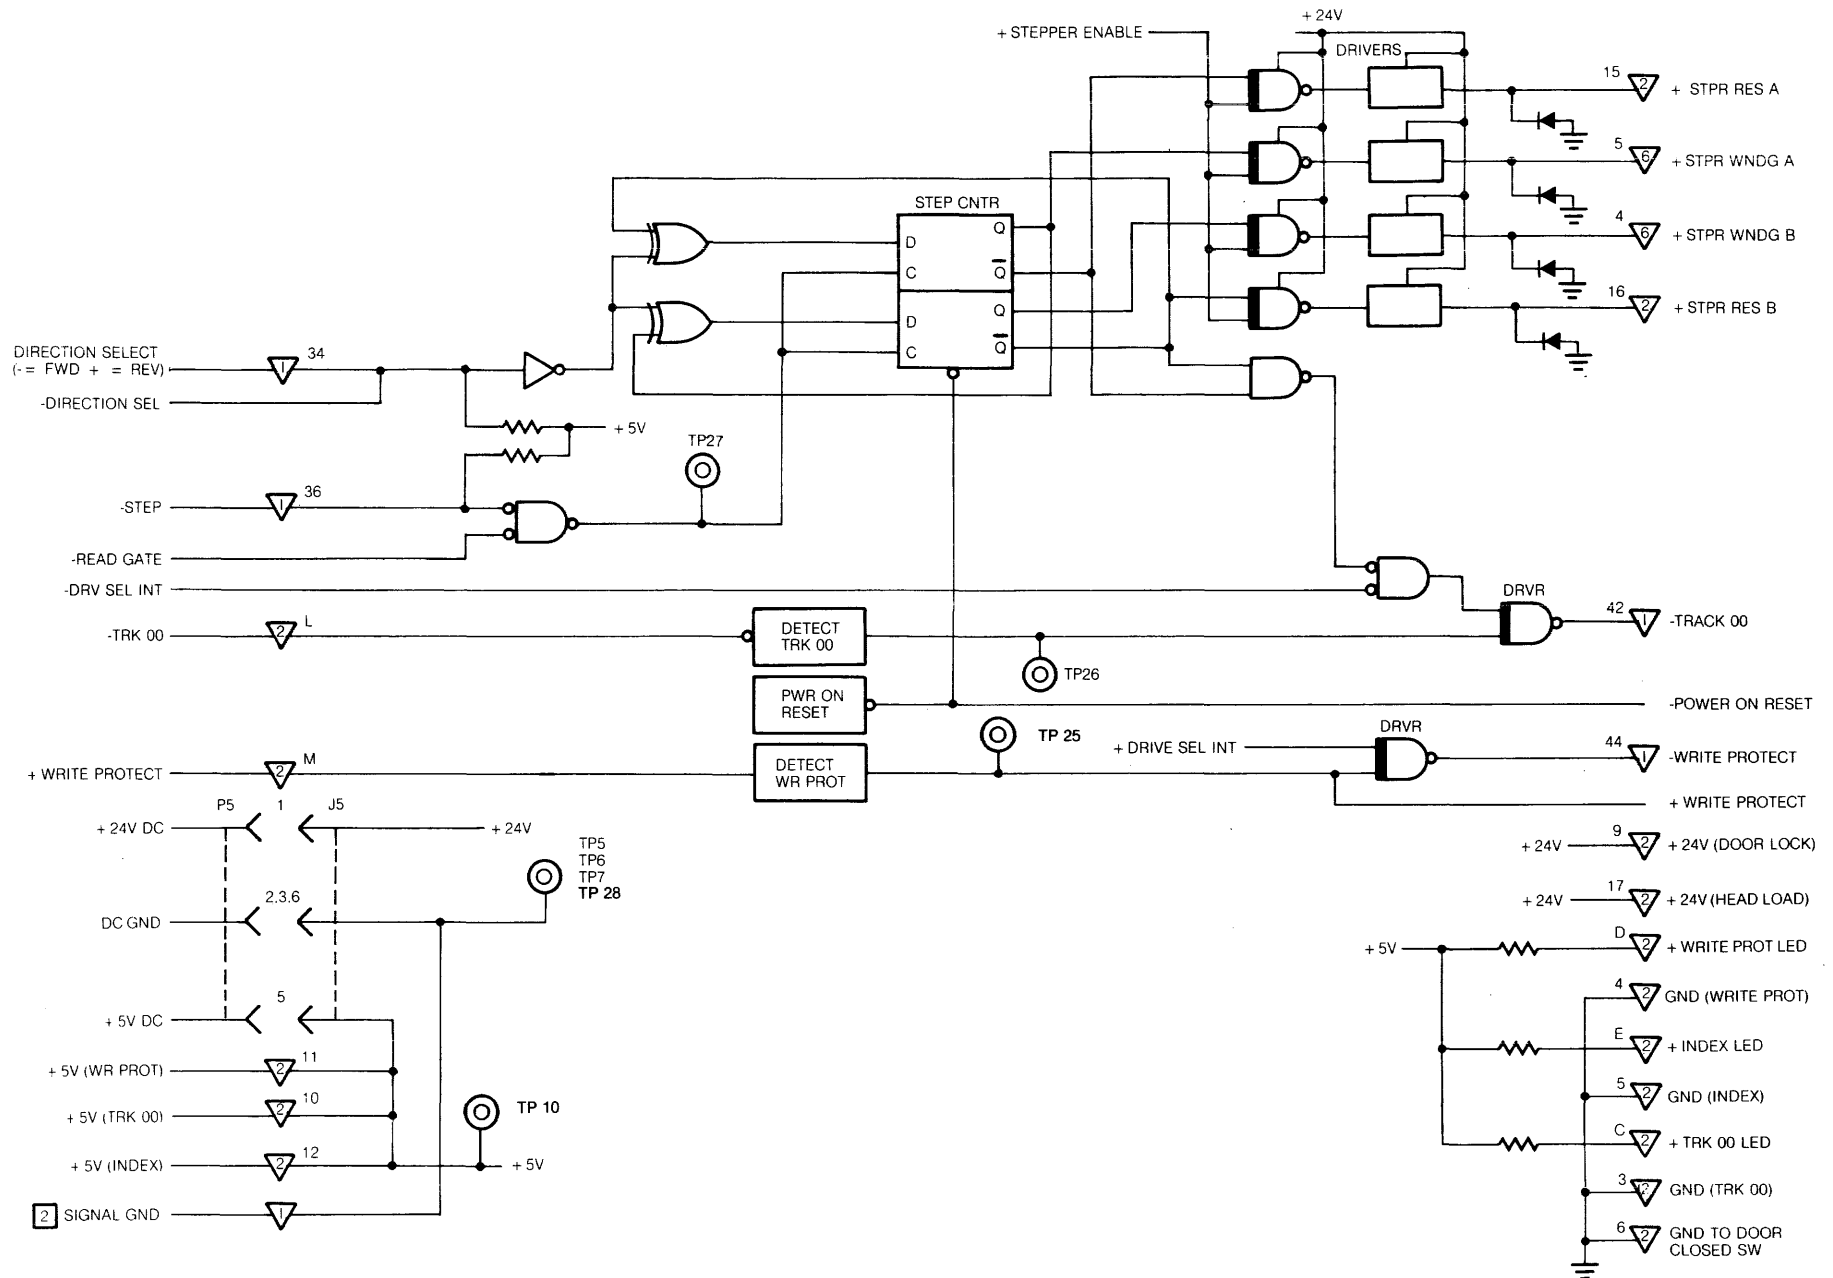 + 24V
+ STEPPER ENABLE
DRIVERS
15
2
+ STPR RES A
5
6
+ STPR WNDG A
STEP CNTR
4
6
+ STPR WNDG B
D
Q
C
Q
16
2
+ STPR RES B
D
Q
C
Q
DIRECTION SELECT
(- = FWD + = REV)
1
34
-DIRECTION SEL
+ 5V
TP27
-STEP
1
36
-READ GATE
-DRV SEL INT
DRVR
42
1
-TRACK 00
-TRK 00
2
L
DETECT
TRK 00
TP26
PWR ON
RESET
-POWER ON RESET
TP 25
DRVR
+ DRIVE SEL INT
44
1
-WRITE PROTECT
+ WRITE PROTECT
2
M
DETECT
WR PROT
+ WRITE PROTECT
P5
1
J5
+ 24V DC
+ 24V
TP5
TP6
TP7
TP 28
+ 24V
9
2
+ 24V (DOOR LOCK)
DC GND
2.3.6
+ 24V
17
2
+ 24V (HEAD LOAD)
+ 5V
D
2
+ WRITE PROT LED
+ 5V DC
5
4
2
GND (WRITE PROT)
+ 5V (WR PROT)
2
11
E
2
+ INDEX LED
+ 5V (TRK 00)
2
10
TP 10
5
2
GND (INDEX)
+ 5V (INDEX)
2
12
+ 5V
C
2
+ TRK 00 LED
2
SIGNAL GND
1
3
2
GND (TRK 00)
6
2
GND TO DOOR
CLOSED SW